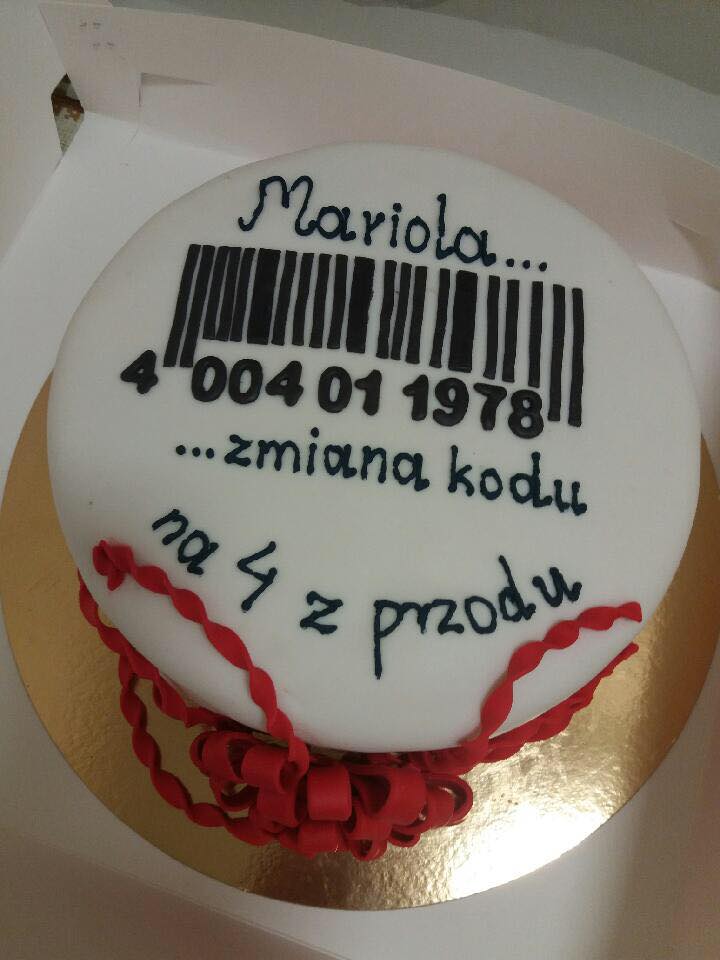 Mariola...
4 004 01 1978
...zmiana kodu
na 4 z przodu